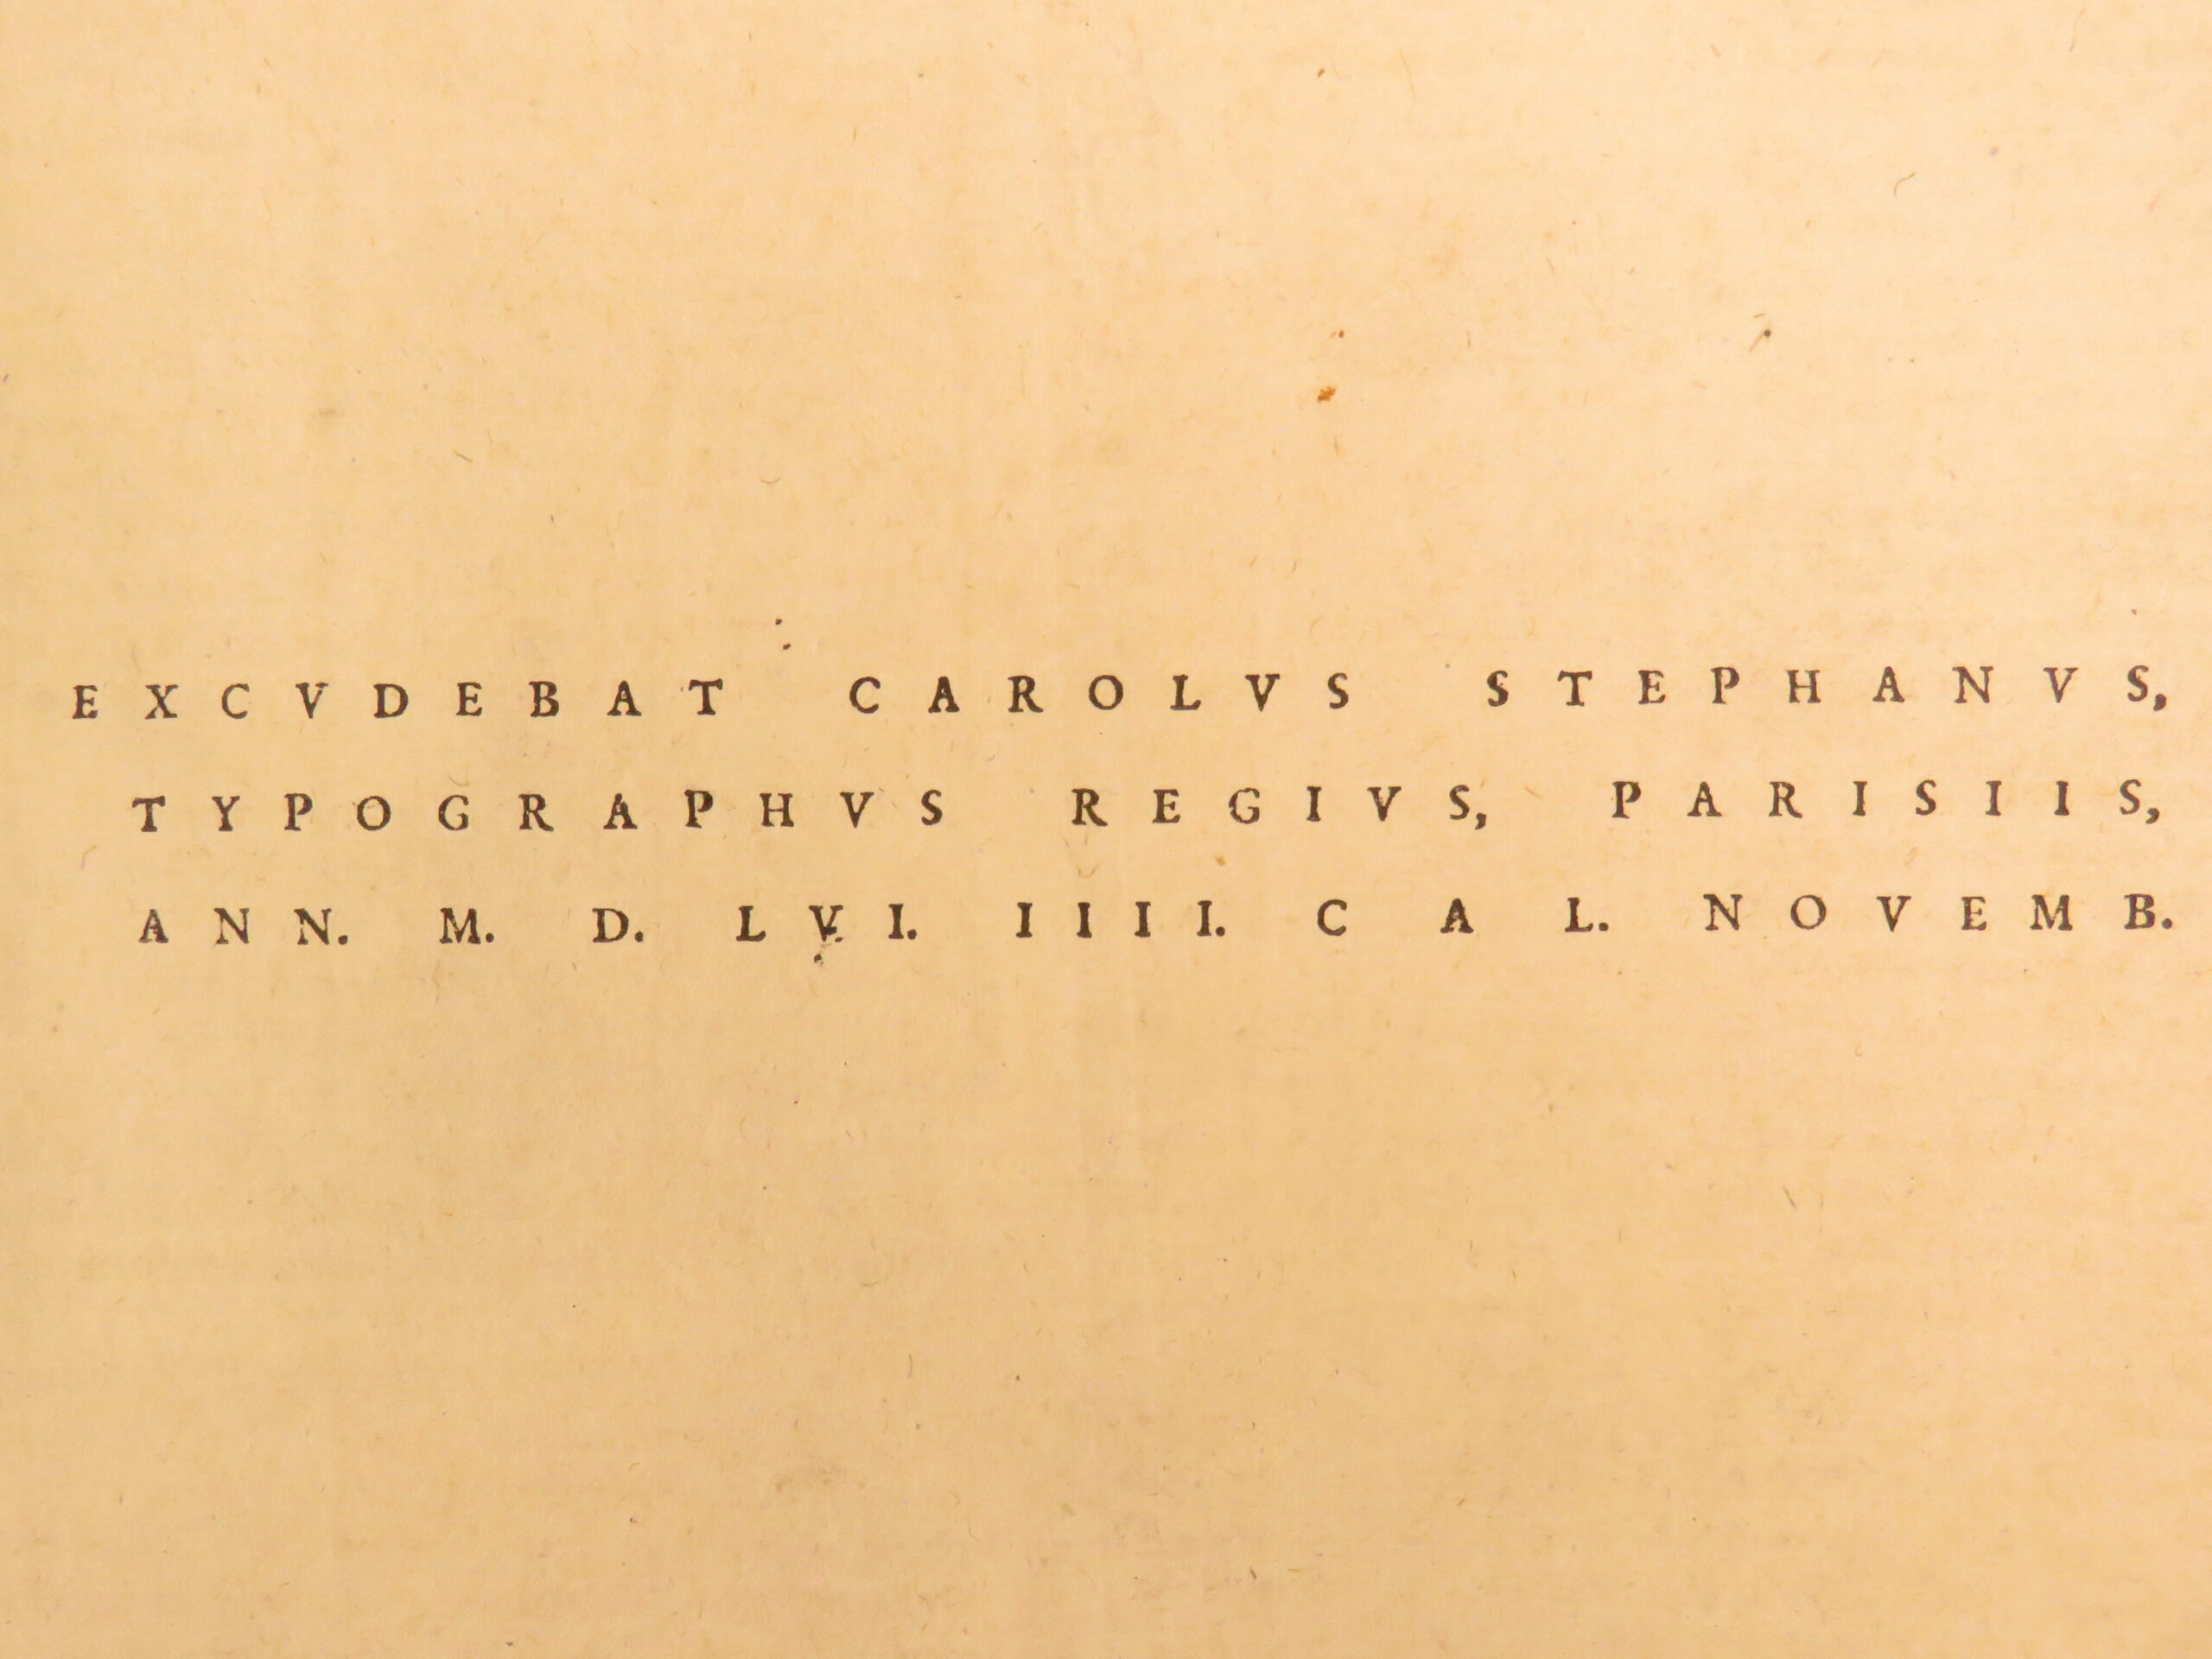 EXCVDEBAT CAROLVS STEPHANVS,
TYPOGRAPHVS REGIVS, PARISIIS,
ANN. M. D. LVI. IIII. CAL. NOVEMB.